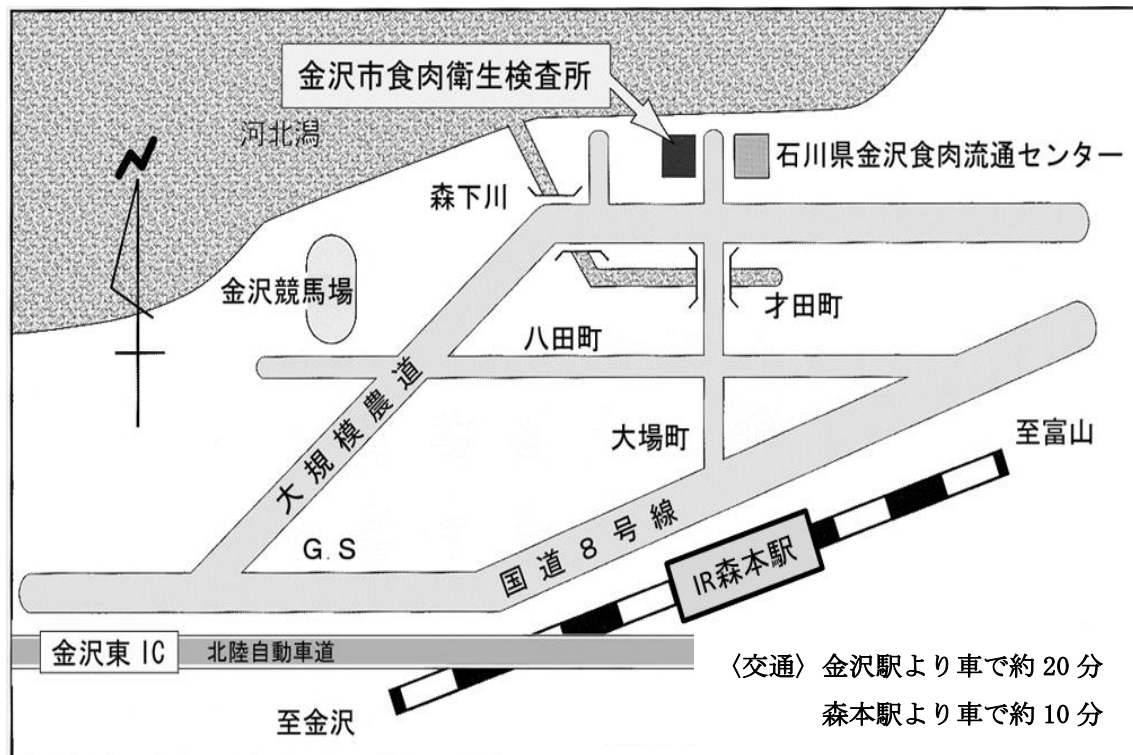 金沢市食肉衛生検査所
河北潟
N
石川県金沢食肉流通センター
森下川
金沢競馬場
才田町
八田町
大規模農道
大場町
至富山
G.S
国道8号線
IR森本駅
金沢東IC
北陸自動車道
至金沢
〈交通〉金沢駅より車で約20分
森本駅より車で約10分